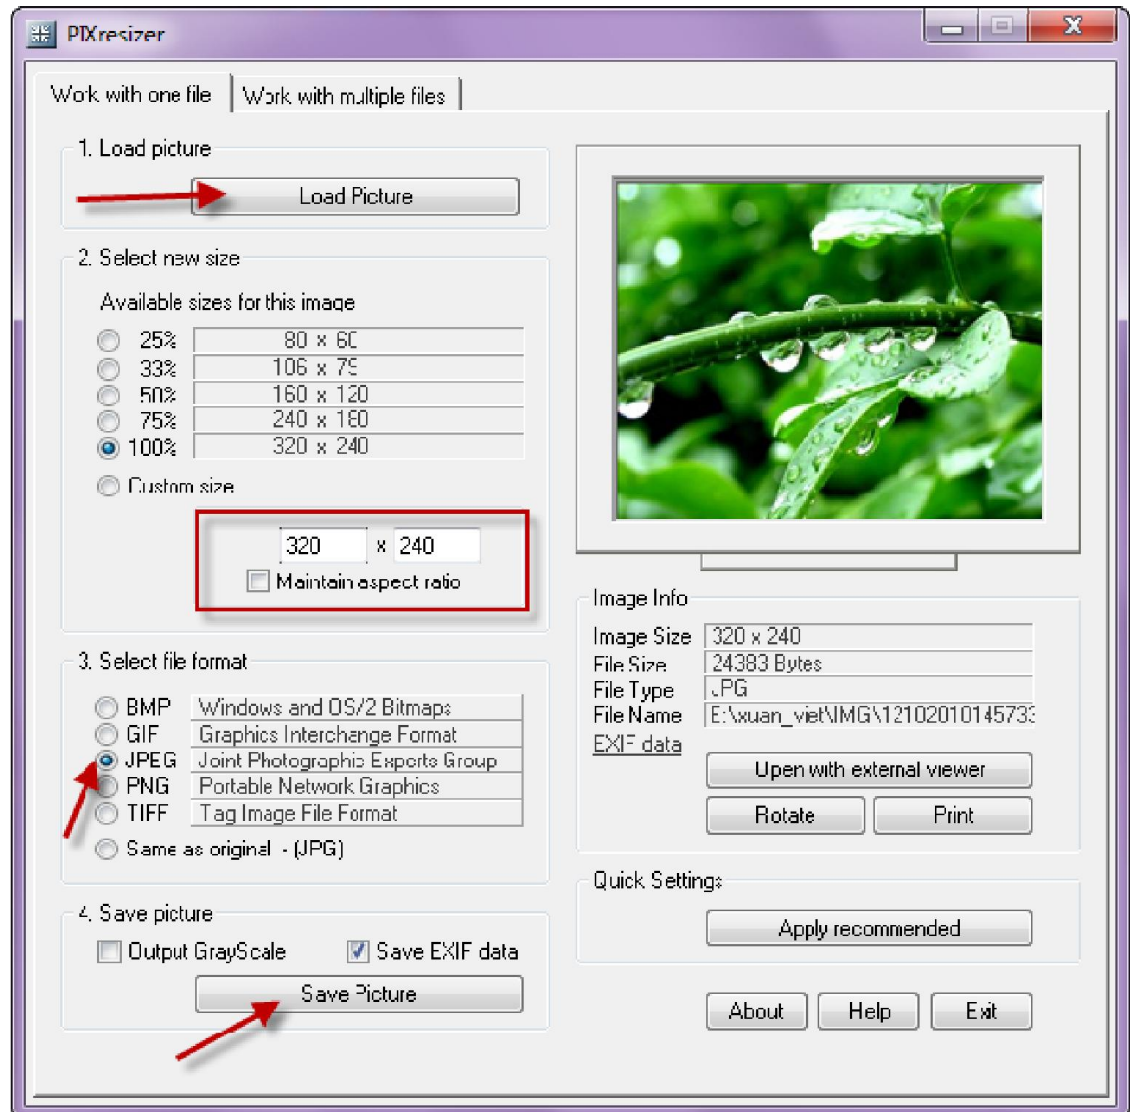 PIXresizer
Work with one file
Work with multiple files
1. Load picture
Load Picture
2. Select new size
Available sizes for this image
25% 80 x 60
33% 106 x 79
50% 160 x 120
75% 240 x 180
100% 320 x 240
Custom size
320 x 240
Maintain aspect ratio
3. Select file format
BMP Windows and OS/2 Bitmaps
GIF Graphics Interchange Format
JPEG Joint Photographic Experts Group
PNG Portable Network Graphics
TIFF Tag Image File Format
Same as original - (JPG)
4. Save picture
Output GrayScale
Save EXIF data
Save Picture
Image Info
Image Size 320 x 240
File Size 24383 Bytes
File Type JPG
File Name E:\xuan_viet\IMG\12102010145733
EXIF data
Open with external viewer
Rotate
Print
Quick Settings
Apply recommended
About
Help
Exit